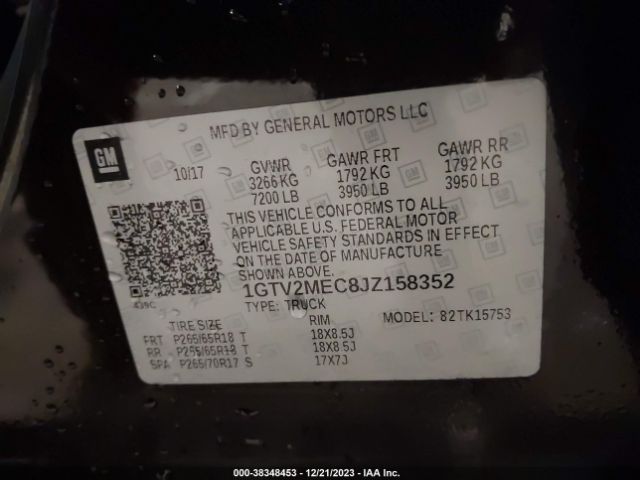 MFD BY GENERAL MOTORS LLC
GM
10/17 GVWR GAWR FRT GAWR RR
3266 KG 1792 KG 1792 KG
7200 LB 3950 LB 3950 LB
THIS VEHICLE CONFORMS TO ALL
APPLICABLE U.S. FEDERAL MOTOR
VEHICLE SAFETY STANDARDS IN EFFECT
ON THE DATE OF MANUFACTURE
SHOWN ABOVE.
439C
1GTV2MEC8JZ158352
TYPE: TRUCK
TIRE SIZE RIM MODEL: 82TK15753
FRT P265/65R18 T 18X8.5J
RR P265/65R18 T 18X8.5J
SPA P265/70R17 S 17X7J
000-38348453 - 12/21/2023 - IAA Inc.